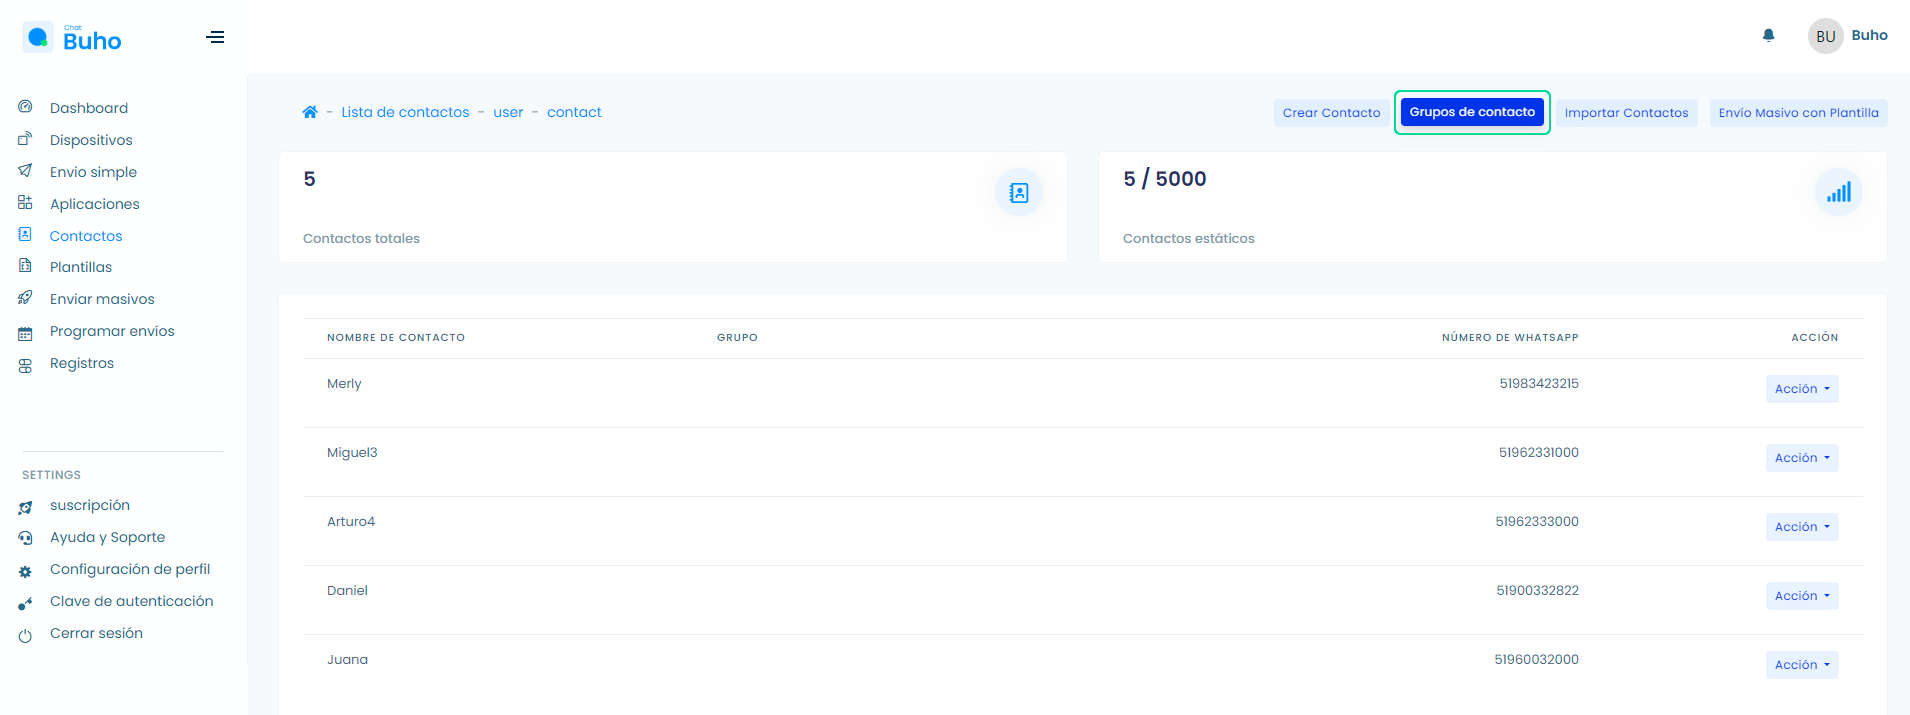 Chat
Buho
BU Buho
Dashboard
Dispositivos
Envio simple
Aplicaciones
Contactos
Plantillas
Enviar masivos
Programar envíos
Registros
SETTINGS
suscripción
Ayuda y Soporte
Configuración de perfil
Clave de autenticación
Cerrar sesión
- Lista de contactos - user - contact
Crear Contacto Grupos de contacto Importar Contactos Envío Masivo con Plantilla
5
Contactos totales
5 / 5000
Contactos estáticos
NOMBRE DE CONTACTO GRUPO NÚMERO DE WHATSAPP ACCIÓN
Merly 51983423215 Acción
Miguel3 51962331000 Acción
Arturo4 51962333000 Acción
Daniel 51900332822 Acción
Juana 51960032000 Acción